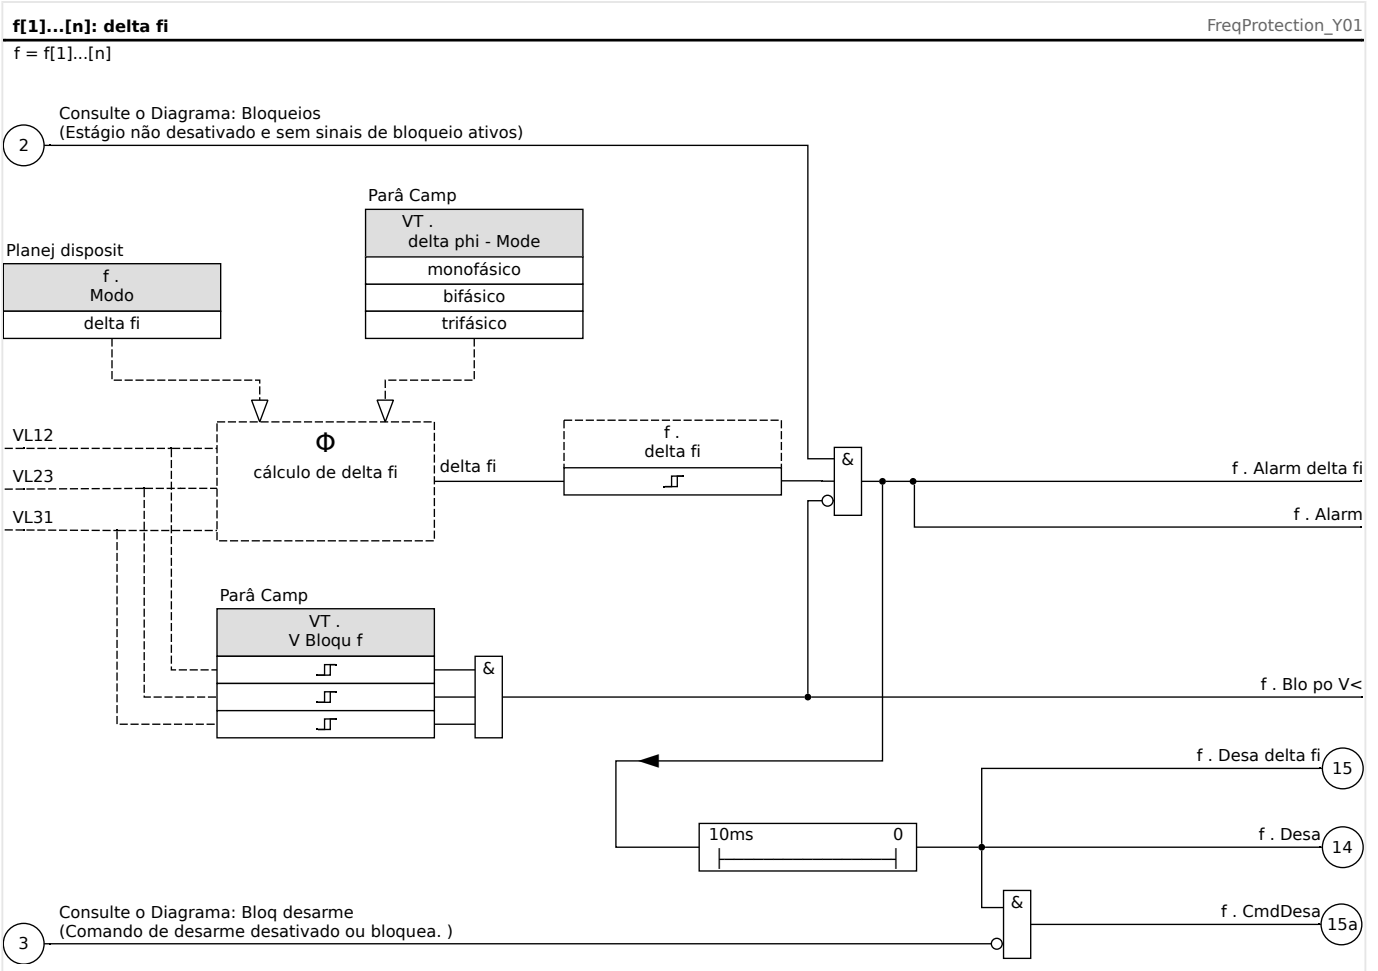 f[1]...[n]: delta fi
FreqProtection_Y01
f = f[1]...[n]
Consulte o Diagrama: Bloqueios
(Estágio não desativado e sem sinais de bloqueio ativos)
2
Parâ Camp
VT .
delta phi - Mode
monofásico
bifásico
trifásico
Planej disposit
f .
Modo
delta fi
VL12
VL23
VL31
Φ
cálculo de delta fi
delta fi
f .
delta fi
&
f . Alarm delta fi
f . Alarm
Parâ Camp
VT .
V Bloqu f
&
f . Blo po V<
f . Desa delta fi
15
10ms 0
f . Desa
14
&
f . CmdDesa
15a
Consulte o Diagrama: Bloq desarme
(Comando de desarme desativado ou bloquea. )
3